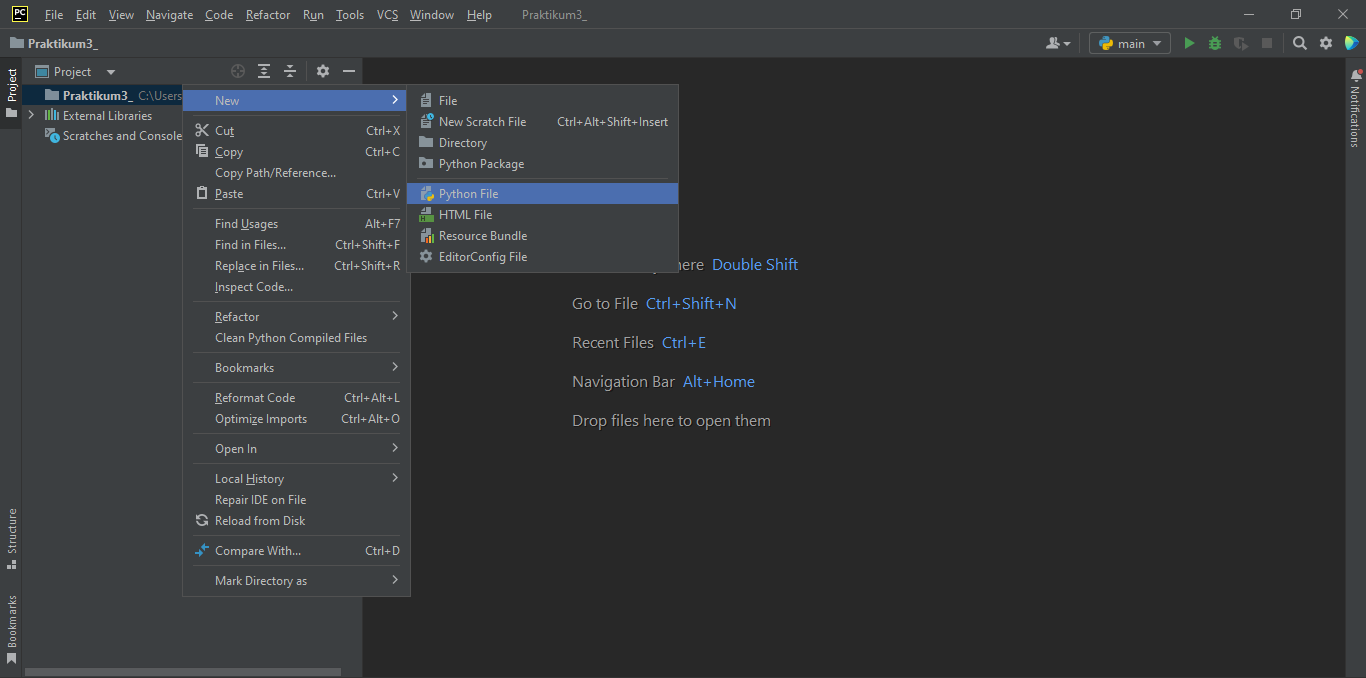 PC File Edit View Navigate Code Refactor Run Tools VCS Window Help Praktikum3_
Praktikum3_ main
Project
Project
Praktikum3_ C:\Users
External Libraries
Scratches and Console
New
Cut Ctrl+X
Copy Ctrl+C
Copy Path/Reference...
Paste Ctrl+V
Find Usages Alt+F7
Find in Files... Ctrl+Shift+F
Replace in Files... Ctrl+Shift+R
Inspect Code...
Refactor
Clean Python Compiled Files
Bookmarks
Reformat Code Ctrl+Alt+L
Optimize Imports Ctrl+Alt+O
Open In
Local History
Repair IDE on File
Reload from Disk
Compare With... Ctrl+D
Mark Directory as
File
New Scratch File Ctrl+Alt+Shift+Insert
Directory
Python Package
Python File
HTML File
Resource Bundle
EditorConfig File
Double Shift
Go to File Ctrl+Shift+N
Recent Files Ctrl+E
Navigation Bar Alt+Home
Drop files here to open them
Structure
Bookmarks
Notifications